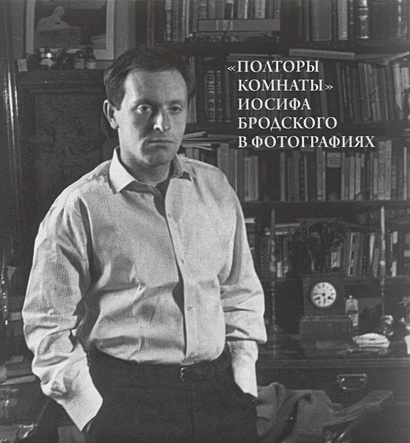 «ПОЛТОРЫ
КОМНАТЫ»
ИОСИФА
БРОДСКОГО
В ФОТОГРАФИЯХ